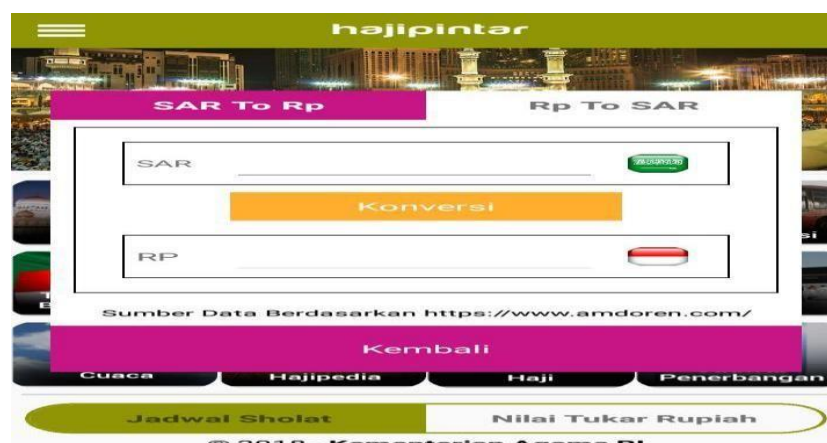 hajipintar
SAR To Rp
Rp To SAR
SAR
Konversi
RP
Sumber Data Berdasarkan https://www.amdoren.com/
Kembali
Cuaca
Hajipedia
Haji
Penerbangan
Jadwal Sholat
Nilai Tukar Rupiah